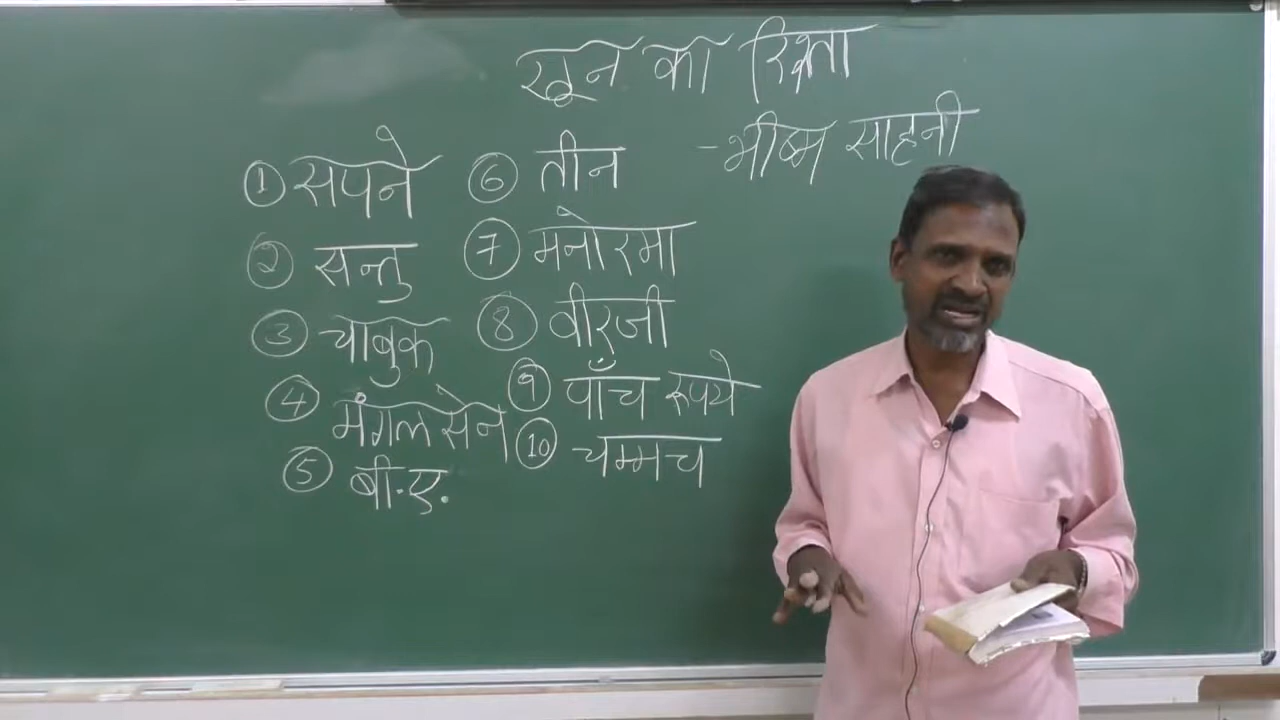 खून का रिश्ता
- भीष्म साहनी
① सपने
② सन्तु
③ चाबुक
④ मंगलसेन
⑤ बी.ए.
⑥ तीन
⑦ मनोरमा
⑧ वीरजी
⑨ पाँच रूपये
⑩ चम्मच